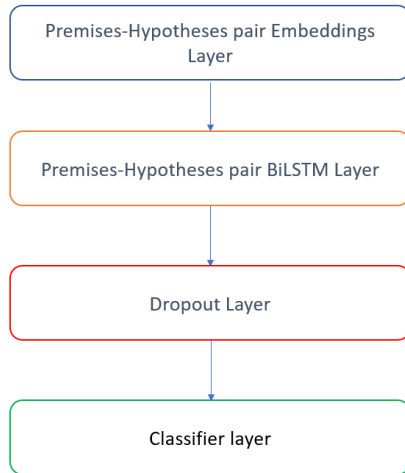 Premises-Hypotheses pair Embeddings
Layer
Premises-Hypotheses pair BiLSTM Layer
Dropout Layer
Classifier layer